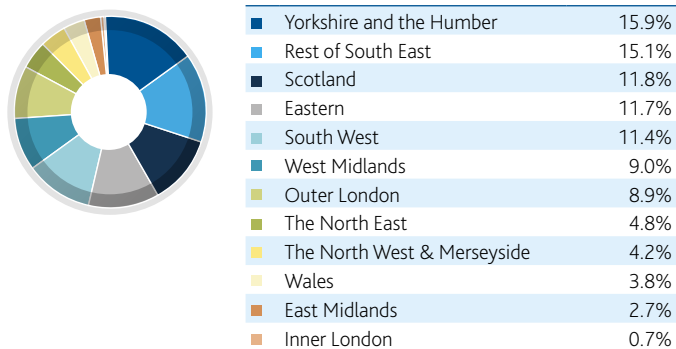 Yorkshire and the Humber 15.9%
Rest of South East 15.1%
Scotland 11.8%
Eastern 11.7%
South West 11.4%
West Midlands 9.0%
Outer London 8.9%
The North East 4.8%
The North West & Merseyside 4.2%
Wales 3.8%
East Midlands 2.7%
Inner London 0.7%